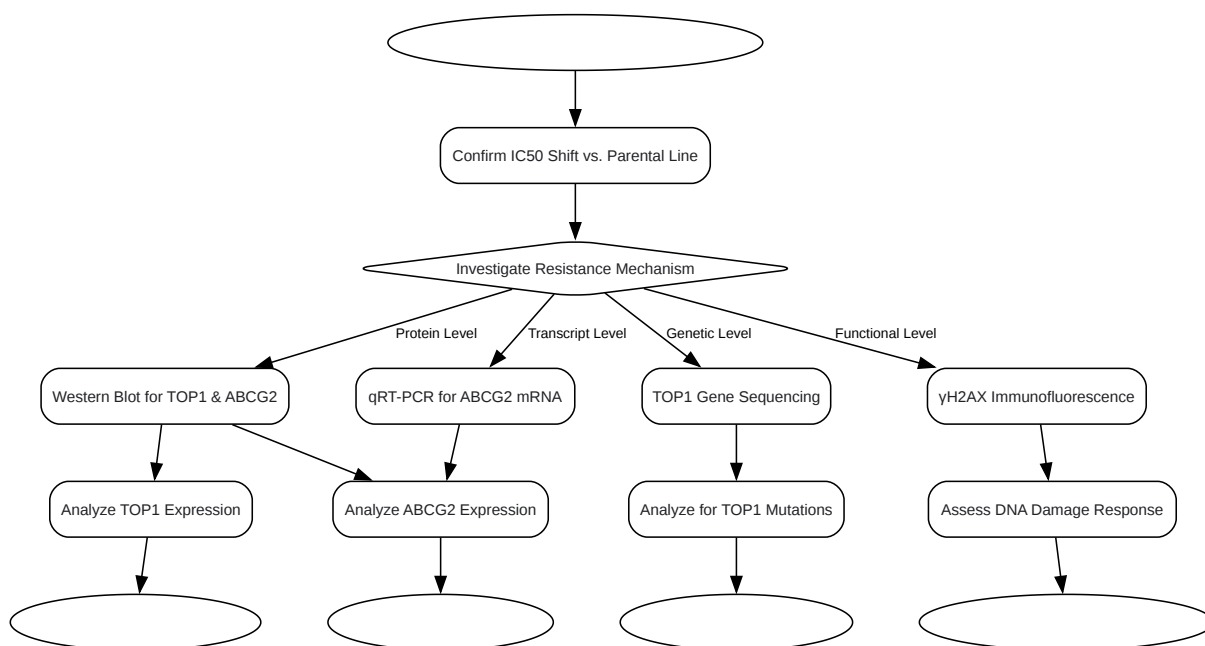 Confirm IC50 Shift vs. Parental Line
Investigate Resistance Mechanism
Protein Level
Transcript Level
Genetic Level
Functional Level
Western Blot for TOP1 & ABCG2
qRT-PCR for ABCG2 mRNA
TOP1 Gene Sequencing
γH2AX Immunofluorescence
Analyze TOP1 Expression
Analyze ABCG2 Expression
Analyze for TOP1 Mutations
Assess DNA Damage Response